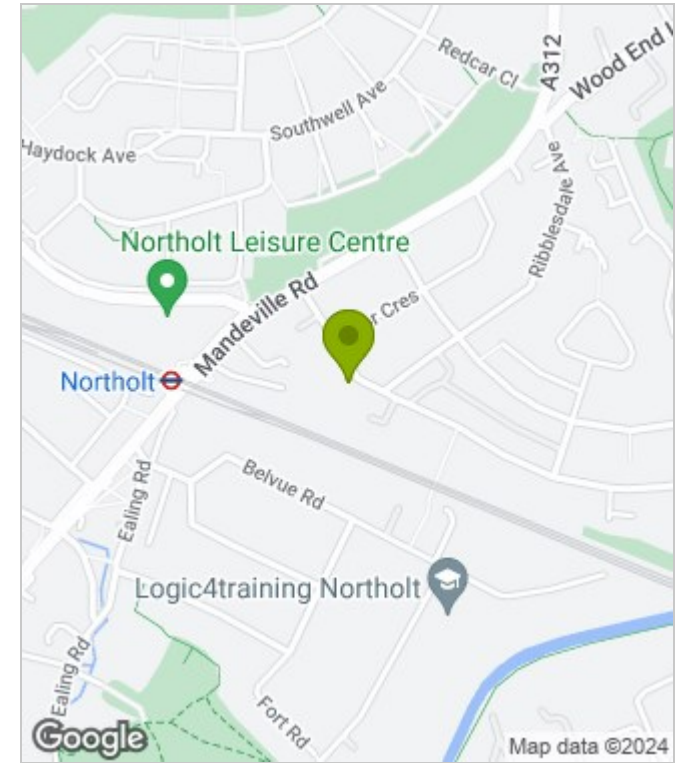 Redcar Cl
A312
Wood End
Southwell Ave
Haydock Ave
Ribblesdale Ave
Northolt Leisure Centre
Mandeville Rd
Cres
Northolt
Belvue Rd
Ealing Rd
Logic4training Northolt
Ealing Rd
Fort Rd
Google
Map data ©2024